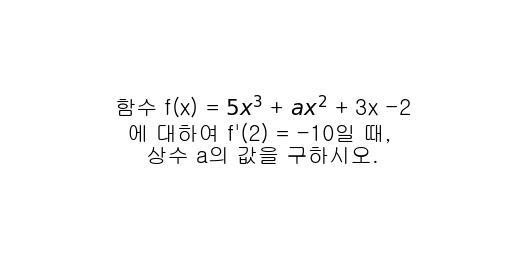 함수 f(x) = 5x³ + ax² + 3x −2
에 대하여 f'(2) = −10일 때,
상수 a의 값을 구하시오.